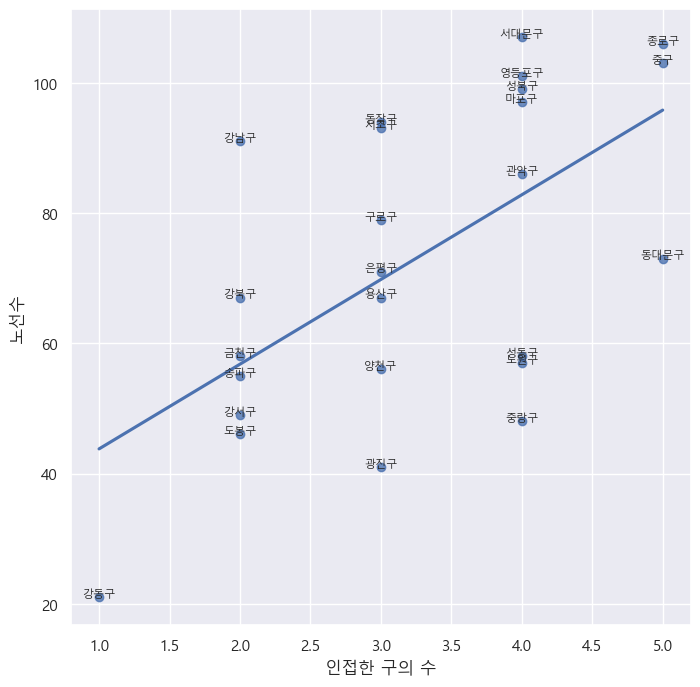 서대문구
종로구
중구
영등포구
성북구
마포구
동작구
서초구
강남구
관악구
100
80
구로구
은평구
동대문구
강북구
용산구
노선수
60
금천구
성동구
노원구
송파구
양천구
강서구
중랑구
도봉구
광진구
40
강동구
20
1.0 1.5 2.0 2.5 3.0 3.5 4.0 4.5 5.0
인접한 구의 수